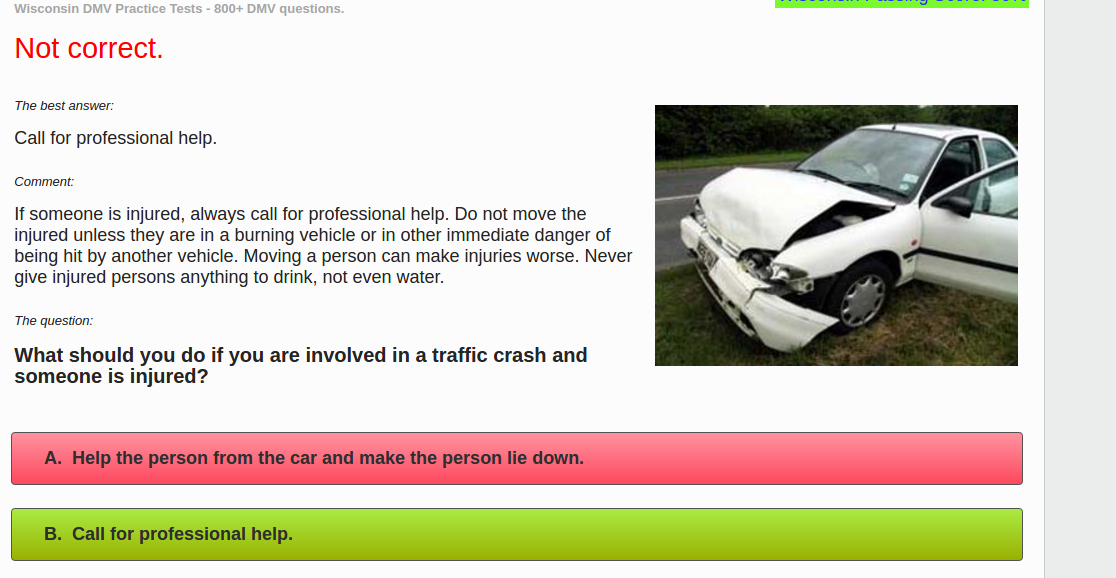 Wisconsin DMV Practice Tests - 800+ DMV questions.
Not correct.
The best answer:
Call for professional help.
Comment:
If someone is injured, always call for professional help. Do not move the
injured unless they are in a burning vehicle or in other immediate danger of
being hit by another vehicle. Moving a person can make injuries worse. Never
give injured persons anything to drink, not even water.
The question:
What should you do if you are involved in a traffic crash and
someone is injured?
A. Help the person from the car and make the person lie down.
B. Call for professional help.